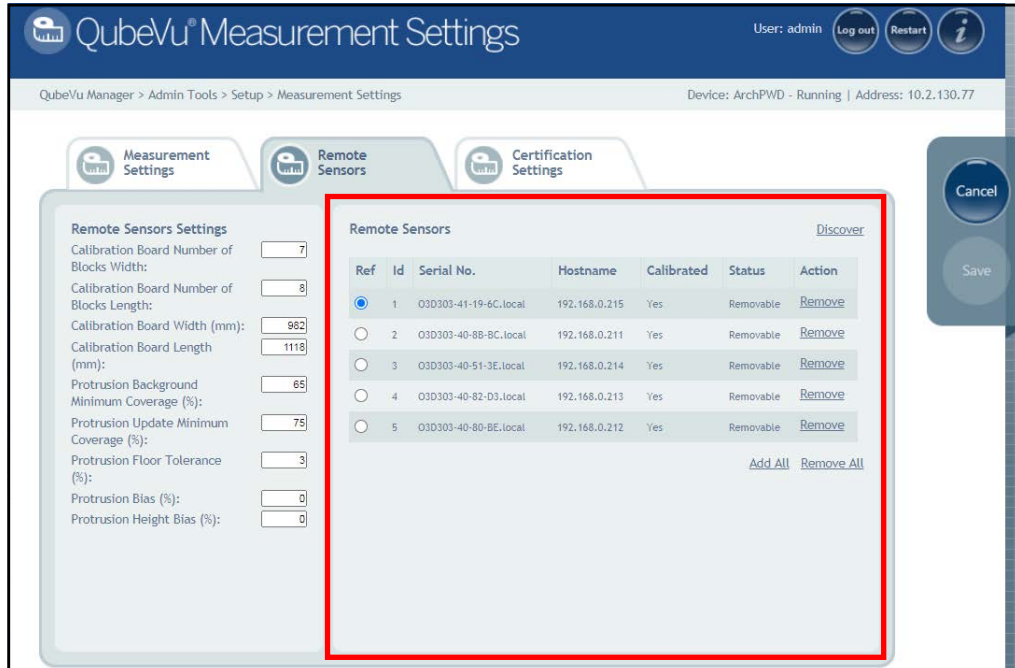 QubeVu® Measurement Settings
User: admin
Log out
Restart
i
QubeVu Manager > Admin Tools > Setup > Measurement Settings
Device: ArchPWD - Running | Address: 10.2.130.77
Measurement
Settings
Remote
Sensors
Certification
Settings
Cancel
Save
Remote Sensors Settings
Calibration Board Number of
Blocks Width: 7
Calibration Board Number of
Blocks Length: 8
Calibration Board Width (mm): 982
Calibration Board Length
(mm): 1118
Protrusion Background
Minimum Coverage (%): 65
Protrusion Update Minimum
Coverage (%): 75
Protrusion Floor Tolerance
(%): 3
Protrusion Bias (%): 0
Protrusion Height Bias (%): 0
Remote Sensors
Discover
Ref Id Serial No. Hostname Calibrated Status Action
1 O3D303-41-19-6C.local 192.168.0.215 Yes Removable Remove
2 O3D303-40-8B-BC.local 192.168.0.211 Yes Removable Remove
3 O3D303-40-51-3E.local 192.168.0.214 Yes Removable Remove
4 O3D303-40-82-D3.local 192.168.0.213 Yes Removable Remove
5 O3D303-40-80-BE.local 192.168.0.212 Yes Removable Remove
Add All Remove All